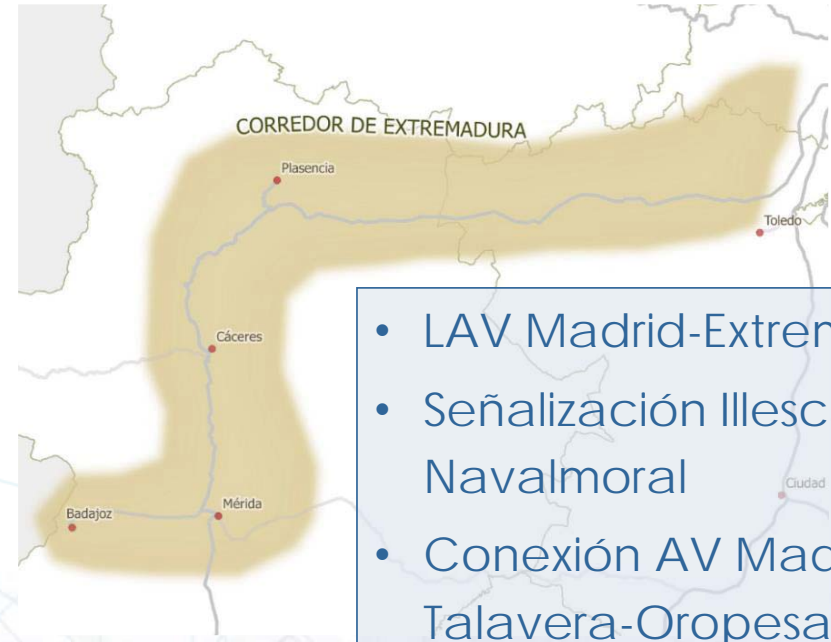 CORREDOR DE EXTREMADURA
Plasencia
Toledo
Cáceres
• LAV Madrid-Extrem
• Señalización Illesc
Navalmoral
Ciudad
Badajoz
Mérida
• Conexión AV Mad
Talavera-Oropesa